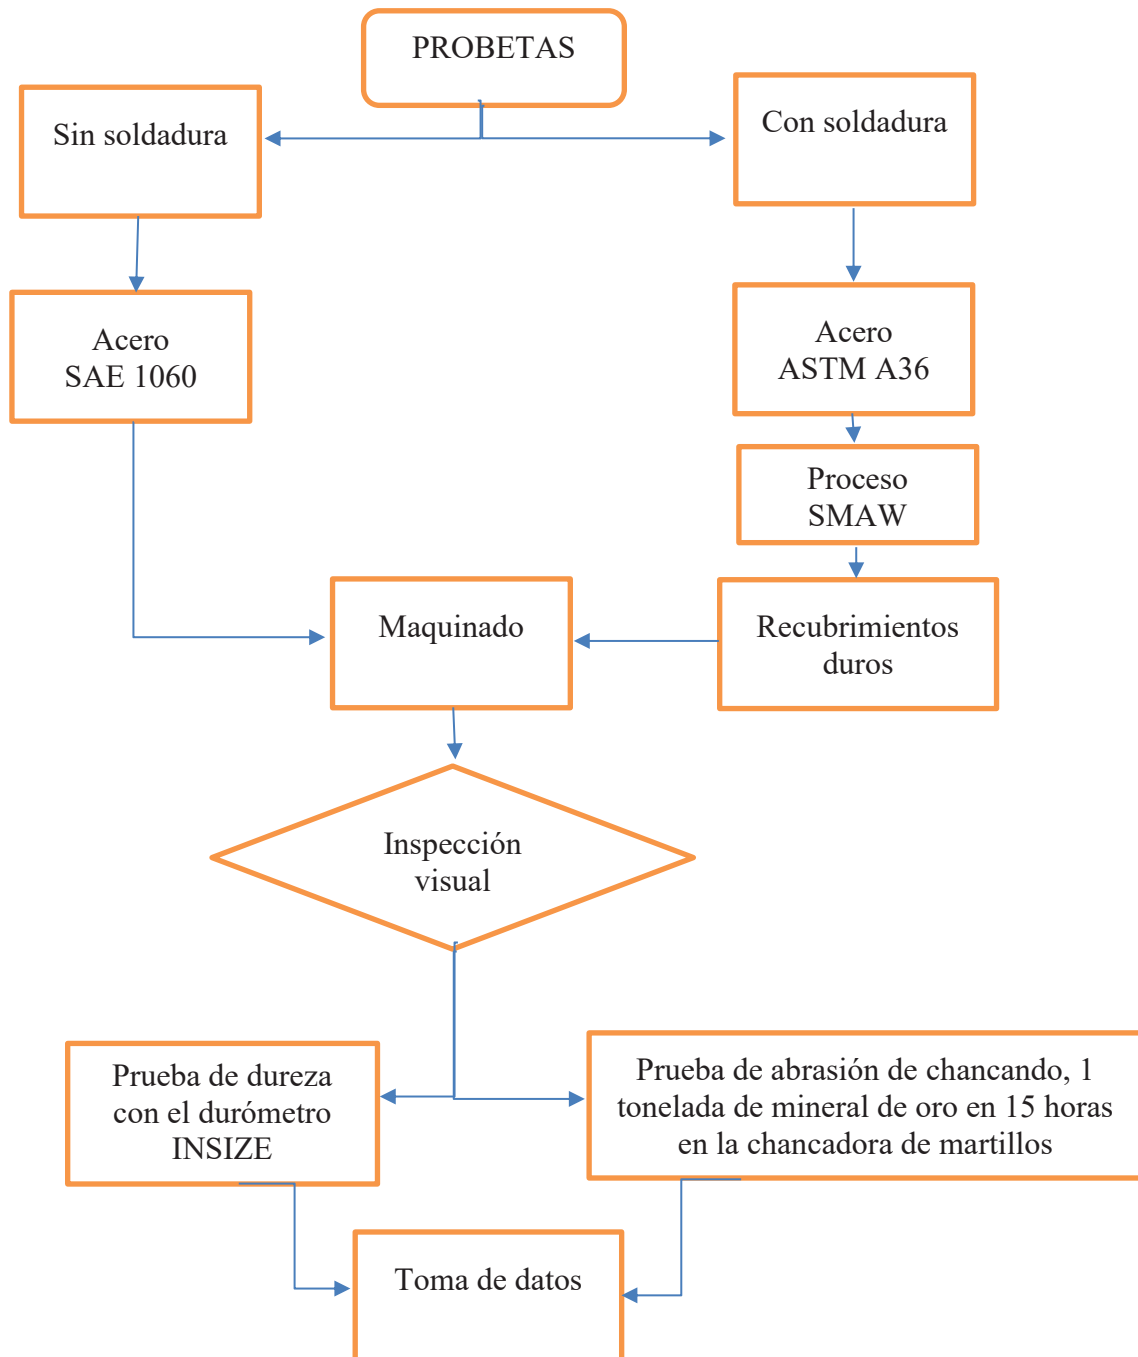 PROBETAS
Sin soldadura
Con soldadura
Acero
SAE 1060
Acero
ASTM A36
Proceso
SMAW
Maquinado
Recubrimientos
duros
Inspección
visual
Prueba de dureza
con el durómetro
INSIZE
Prueba de abrasión de chancando, 1
tonelada de mineral de oro en 15 horas
en la chancadora de martillos
Toma de datos